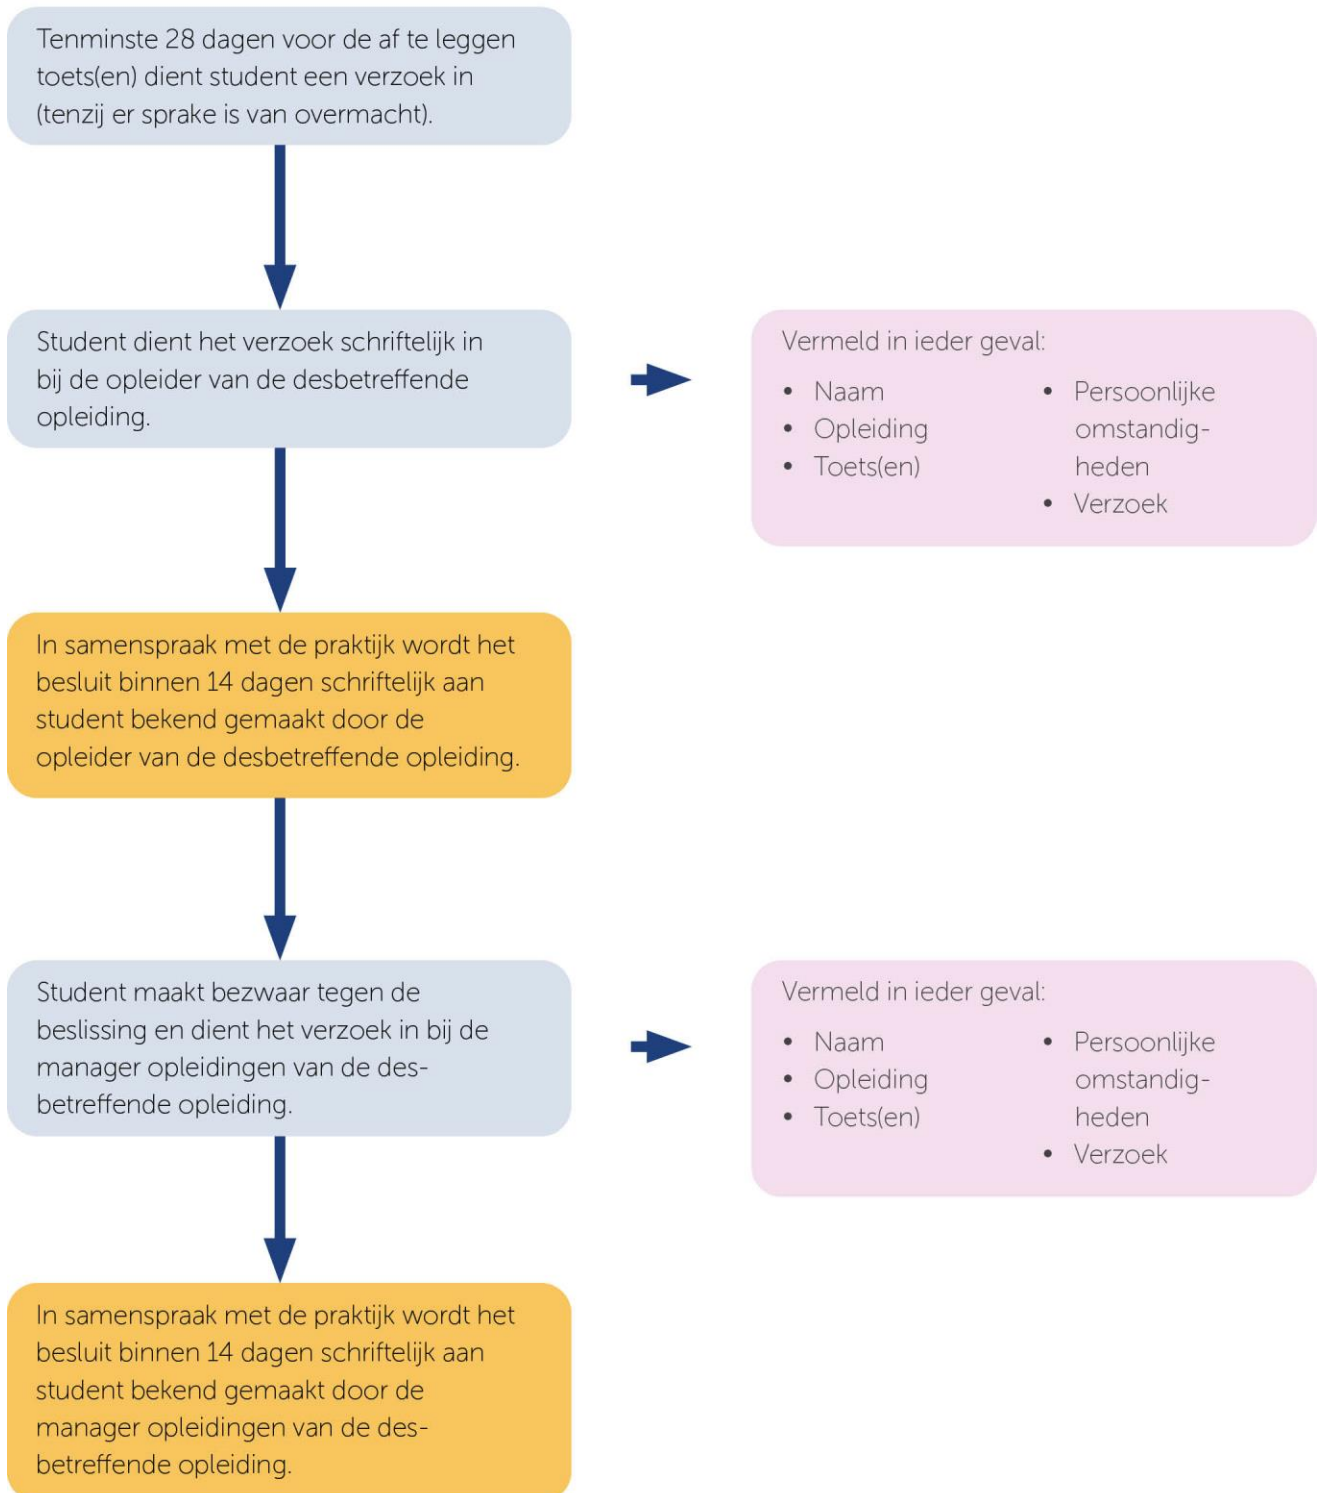 Tenminste 28 dagen voor de af te leggen
toets(en) dient student een verzoek in
(tenzij er sprake is van overmacht).
Student dient het verzoek schriftelijk in
bij de opleider van de desbetreffende
opleiding.
Vermeld in ieder geval:
• Naam
• Opleiding
• Toets(en)
• Persoonlijke
omstandig-
heden
• Verzoek
In samenspraak met de praktijk wordt het
besluit binnen 14 dagen schriftelijk aan
student bekend gemaakt door de
opleider van de desbetreffende opleiding.
Student maakt bezwaar tegen de
beslissing en dient het verzoek in bij de
manager opleidingen van de des-
betreffende opleiding.
Vermeld in ieder geval:
• Naam
• Opleiding
• Toets(en)
• Persoonlijke
omstandig-
heden
• Verzoek
In samenspraak met de praktijk wordt het
besluit binnen 14 dagen schriftelijk aan
student bekend gemaakt door de
manager opleidingen van de des-
betreffende opleiding.